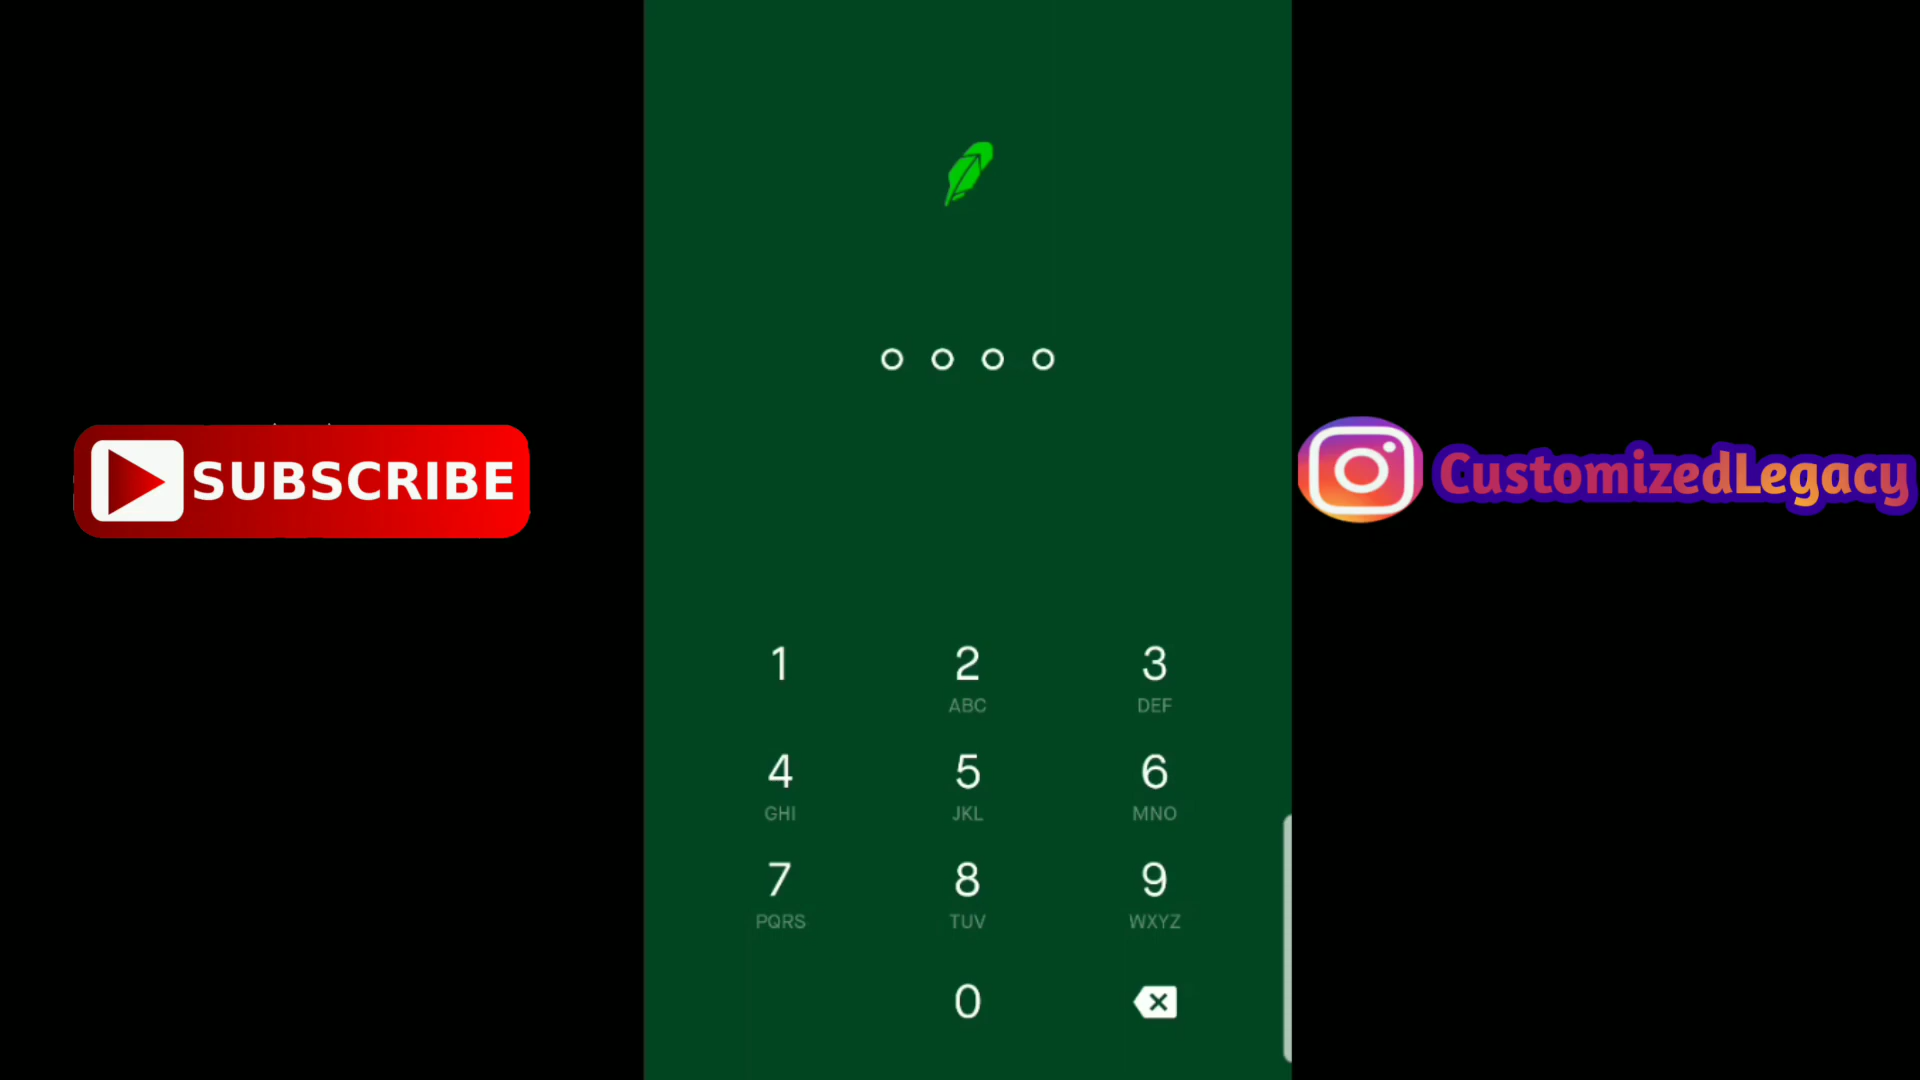 SUBSCRIBE
CustomizedLegacy
1
2
3
ABC
DEF
4
5
6
GHI
JKL
MNO
7
8
9
PQRS
TUV
WXYZ
0